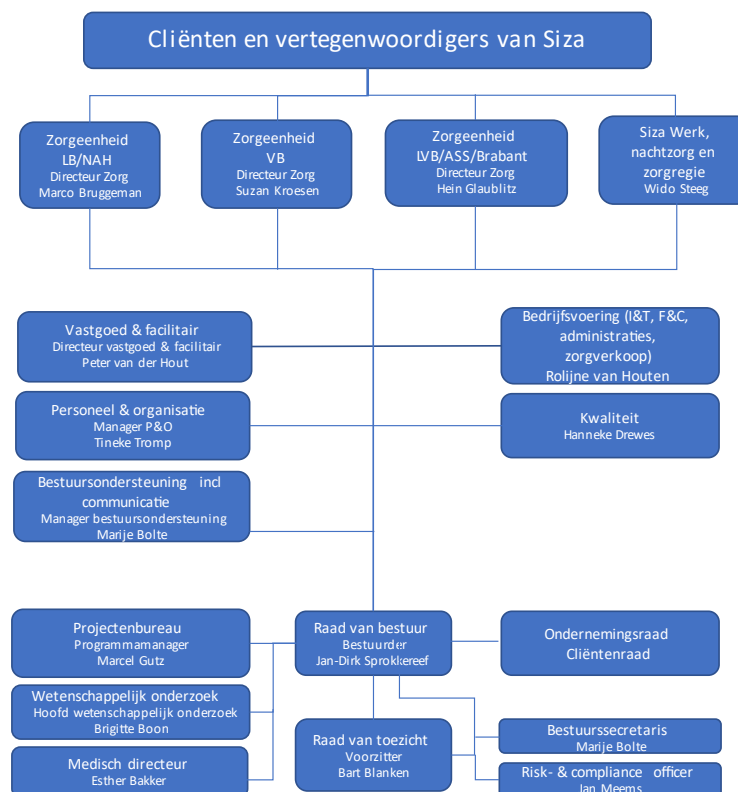 Cliënten en vertegenwoordigers van Siza
Zorgeenheid
LB/NAH
Directeur Zorg
Marco Bruggeman
Zorgeenheid
VB
Directeur Zorg
Suzan Kroesen
Zorgeenheid
LVB/ASS/Brabant
Directeur Zorg
Hein Glaublitz
Siza Werk,
nachtzorg en
zorgregie
Wido Steeg
Vastgoed & facilitair
Directeur vastgoed & facilitair
Peter van der Hout
Bedrijfsvoering (I&T, F&C,
administraties,
zorgverkoop)
Rolijne van Houten
Personeel & organisatie
Manager P&O
Tineke Tromp
Kwaliteit
Hanneke Drewes
Bestuursondersteuning incl
communicatie
Manager bestuursondersteuning
Marije Bolte
Projectenbureau
Programmamanager
Marcel Gutz
Raad van bestuur
Bestuurder
Jan-Dirk Sprokkereef
Ondernemingsraad
Cliëntenraad
Wetenschappelijk onderzoek
Hoofd wetenschappelijk onderzoek
Brigitte Boon
Raad van toezicht
Voorzitter
Bart Blanken
Bestuurssecretaris
Marije Bolte
Medisch directeur
Esther Bakker
Risk- & compliance officer
Jan Meems